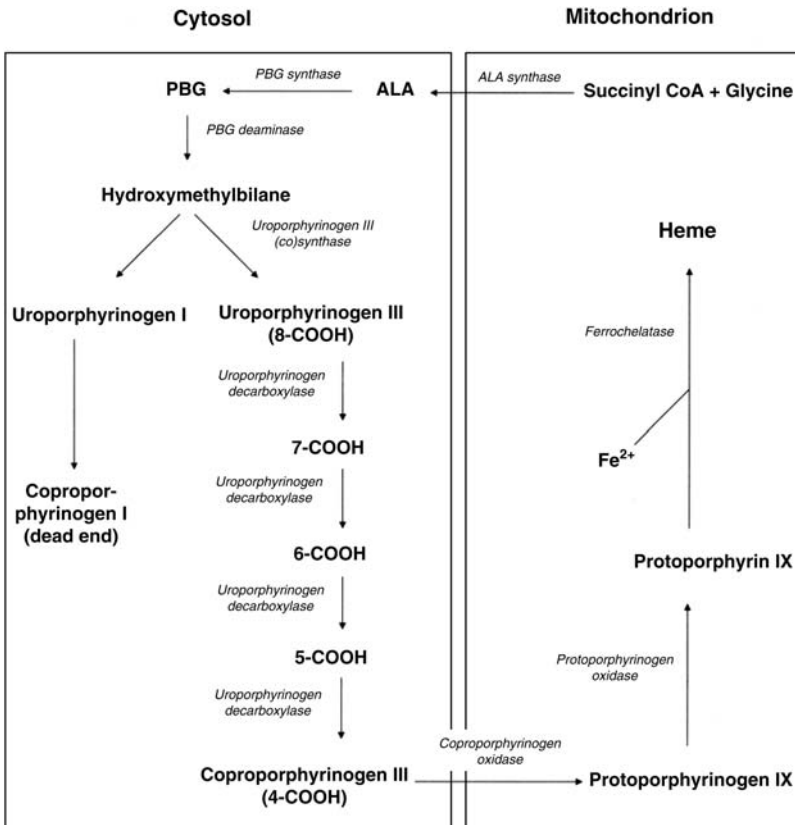 Cytosol
Mitochondrion
PBG synthase
ALA synthase
PBG
ALA
Succinyl CoA + Glycine
PBG deaminase
Hydroxymethylbilane
Uroporphyrinogen III
(co)synthase
Heme
Uroporphyrinogen I
Uroporphyrinogen III
(8-COOH)
Ferrochelatase
Uroporphyrinogen
decarboxylase
7-COOH
Fe2+
Uroporphyrinogen
decarboxylase
Copropor-
phyrinogen I
(dead end)
6-COOH
Protoporphyrin IX
Uroporphyrinogen
decarboxylase
5-COOH
Protoporphyrinogen
oxidase
Uroporphyrinogen
decarboxylase
Coproporphyrinogen
oxidase
Coproporphyrinogen III
(4-COOH)
Protoporphyrinogen IX